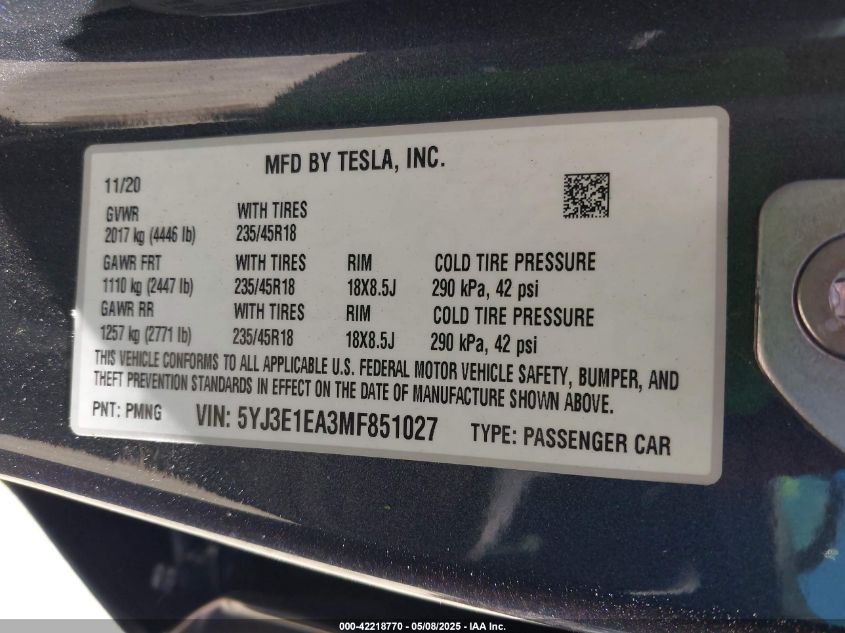 MFD BY TESLA, INC.
11/20
GVWR WITH TIRES
2017 kg (4446 lb) 235/45R18
GAWR FRT WITH TIRES RIM COLD TIRE PRESSURE
1110 kg (2447 lb) 235/45R18 18X8.5J 290 kPa, 42 psi
GAWR RR WITH TIRES RIM COLD TIRE PRESSURE
1257 kg (2771 lb) 235/45R18 18X8.5J 290 kPa, 42 psi
THIS VEHICLE CONFORMS TO ALL APPLICABLE U.S. FEDERAL MOTOR VEHICLE SAFETY, BUMPER, AND
THEFT PREVENTION STANDARDS IN EFFECT ON THE DATE OF MANUFACTURE SHOWN ABOVE.
PNT: PMNG VIN: 5YJ3E1EA3MF851027 TYPE: PASSENGER CAR
000-42218770 - 05/08/2025 - IAA Inc.